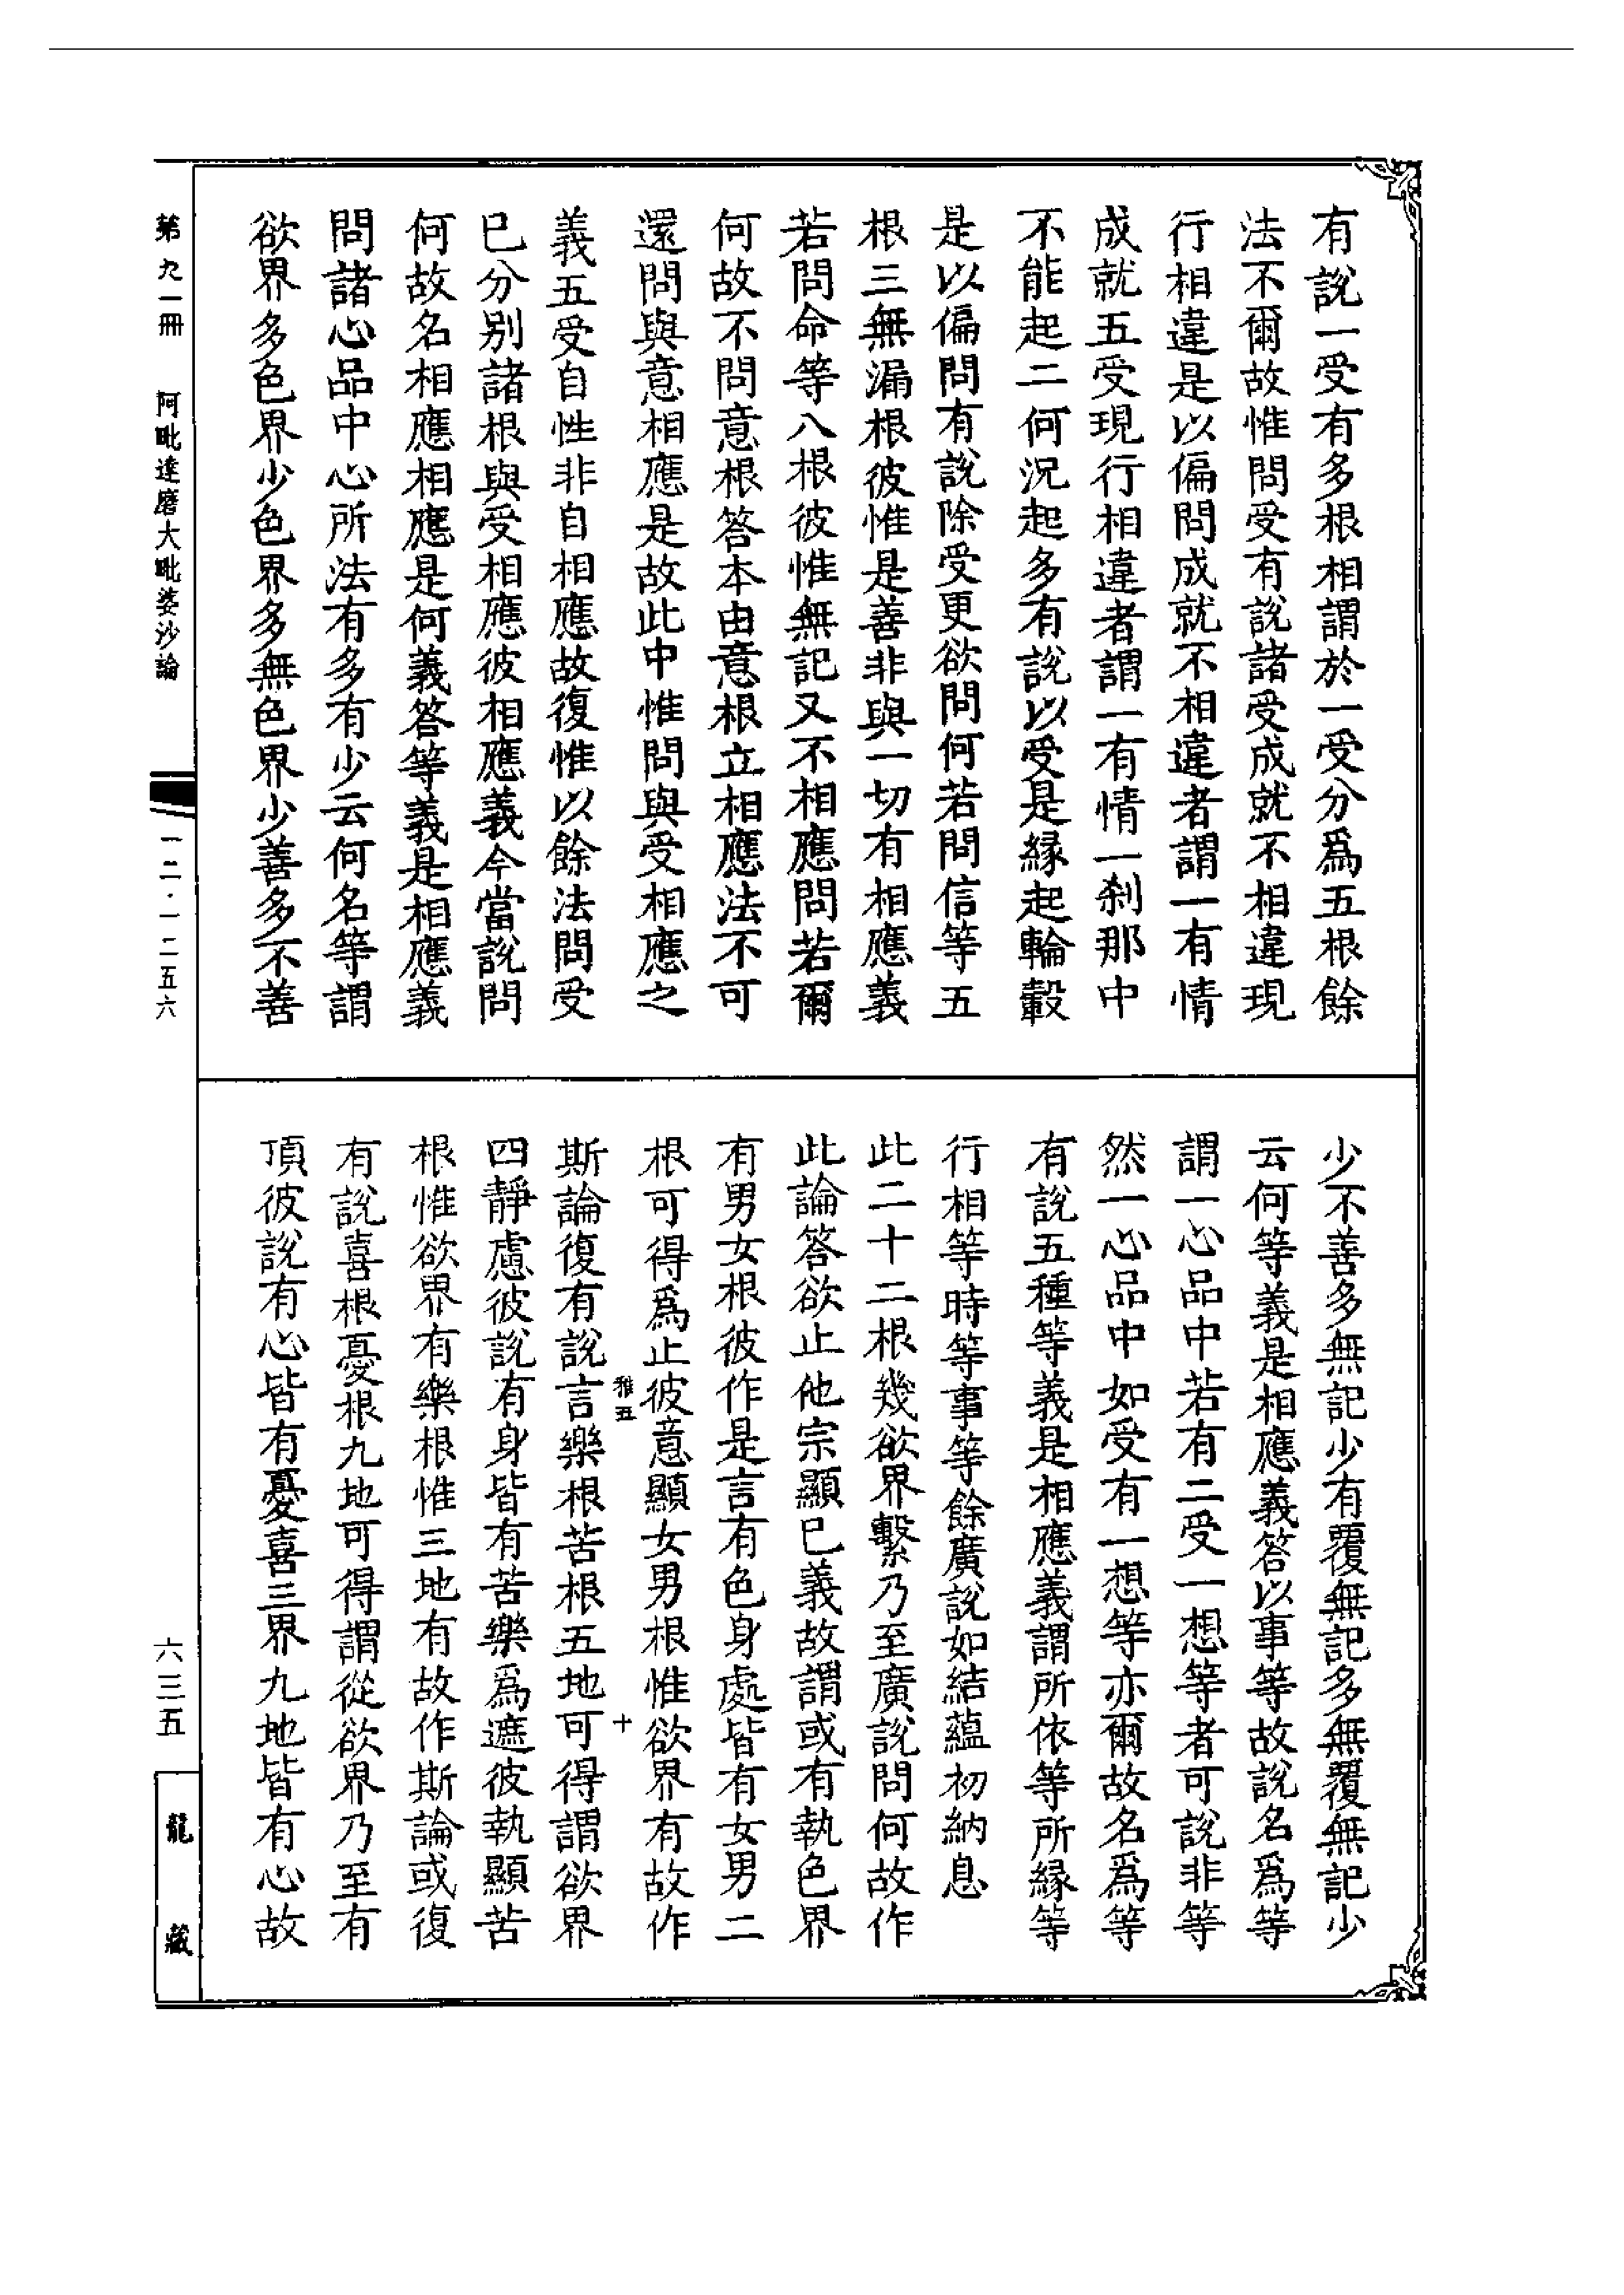 有說一受有多根相謂於一受分爲五根餘
法不爾故惟問受有說諸受成就不相違現
行相違是以偏問成就不相違者謂一有情
成就五受現行相違者謂一有情一刹那中
不能起二何況起多有說以受是緣起輪轂
是以偏問有說除受更欲問何若問信等五
根三無漏根彼惟是善非與一切有相應義
若問命等八根彼惟無記又不相應問若爾
何故不問意根答本由意根立相應法不可
還問與意相應是故此中惟問與受相應之
義五受自性非自相應故復惟以餘法問受
已分別諸根與受相應彼相應義今當說問
何故名相應相應是何義答等義是相應義
問諸心品中心所法有多有少云何名等謂
欲界多色界少色界多無色界少善多不善
少不善多無記少有覆無記多無覆無記少
云何等義是相應義答以事等故說名爲等
謂一心品中若有二受一想等者可說非等
然一心品中如受有一想等亦爾故名爲等
有說五種等義是相應義謂所依等所緣等
行相等時等事等餘廣說如結蘊初納息
此二十二根幾欲界繫乃至廣說問何故作
此論答欲止他宗顯已義故謂或有執色界
有男女根彼作是言有色身處皆有女男二
根可得爲止彼意顯女男根惟欲界有故作
雅五
十
斯論復有說言樂根苦根五地可得謂欲界
四靜慮彼說有身皆有苦樂爲遮彼執顯苦
根惟欲界有樂根惟三地有故作斯論或復
有說喜根憂根九地可得謂從欲界乃至有
頂彼說有心皆有憂喜三界九地皆有心故
第九一冊
阿毗達磨大毗婆沙論
一二·一二五六
六三五
龍藏